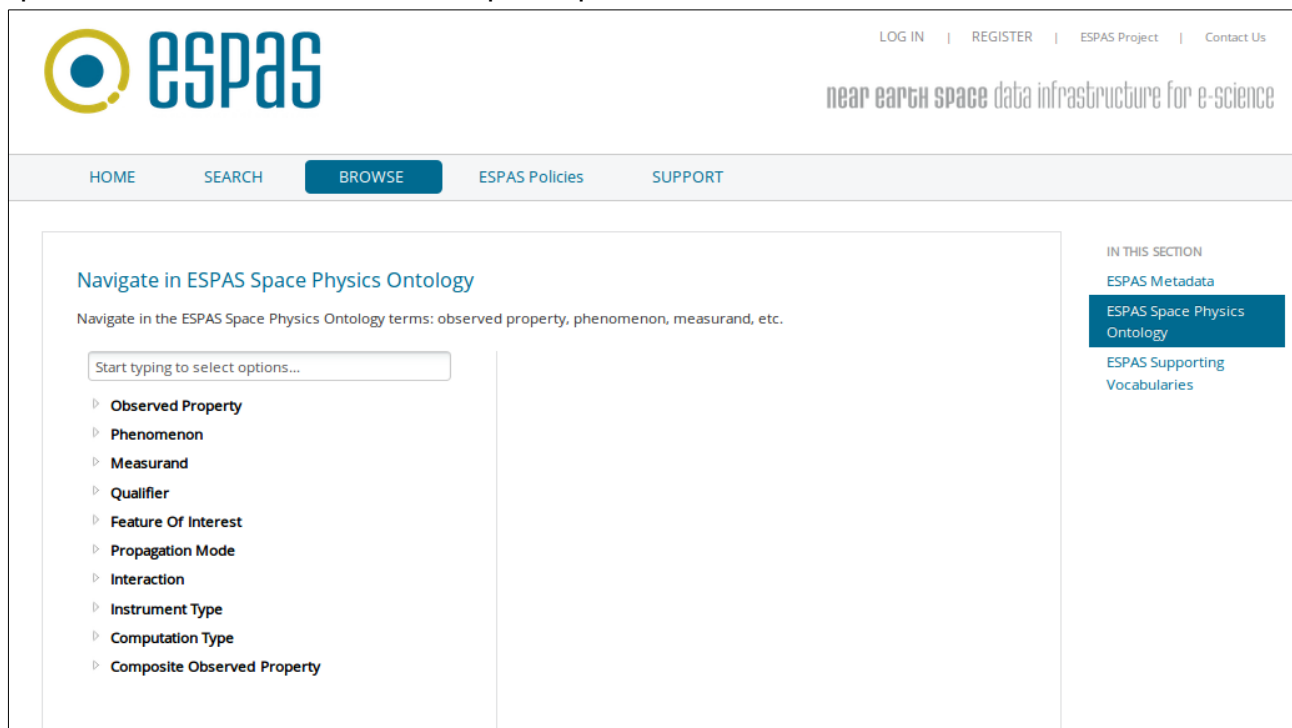 espas
LOG IN | REGISTER | ESPAS Project | Contact Us
near earth space data infrastructure for e-science
HOME SEARCH BROWSE ESPAS Policies SUPPORT
Navigate in ESPAS Space Physics Ontology
Navigate in the ESPAS Space Physics Ontology terms: observed property, phenomenon, measurand, etc.
Start typing to select options...
Observed Property
Phenomenon
Measurand
Qualifier
Feature Of Interest
Propagation Mode
Interaction
Instrument Type
Computation Type
Composite Observed Property
IN THIS SECTION
ESPAS Metadata
ESPAS Space Physics
Ontology
ESPAS Supporting
Vocabularies